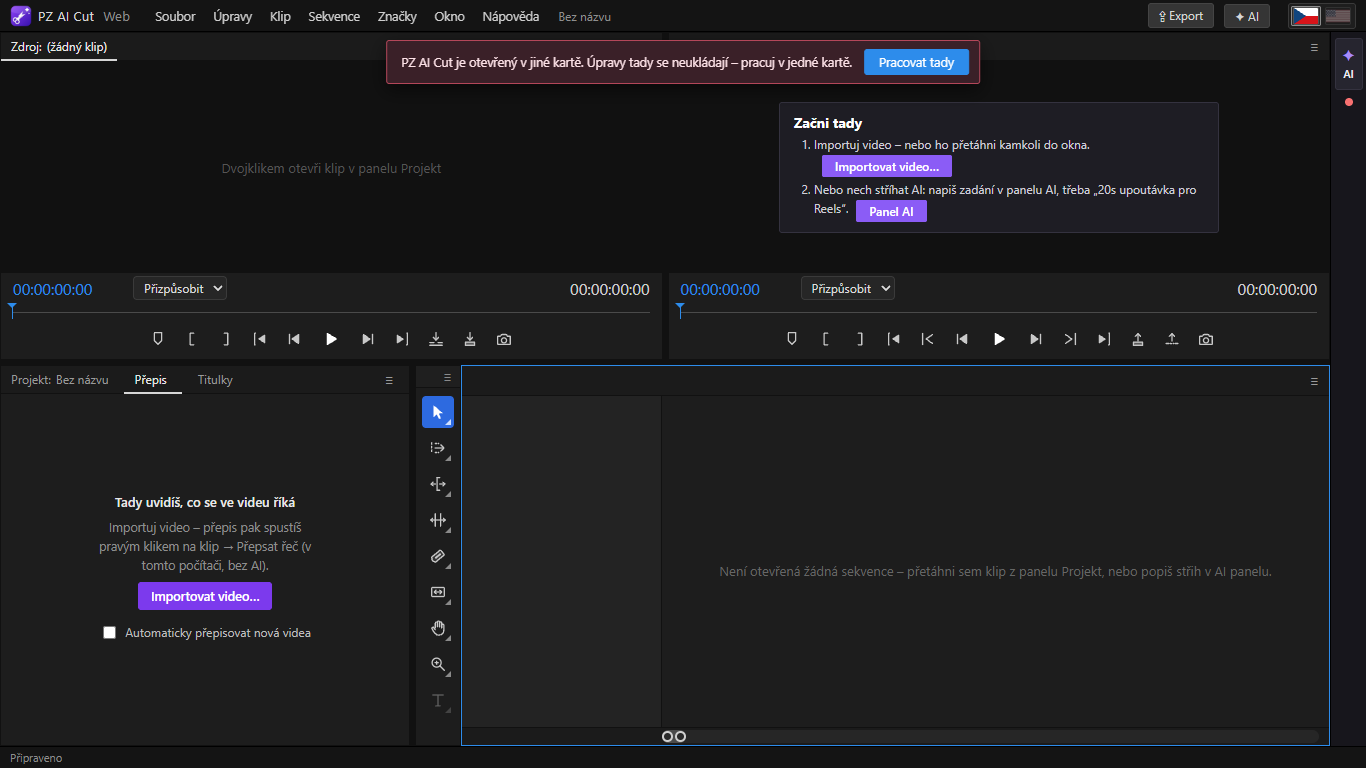 PZ AI Cut Web Soubor Úpravy Klip Sekvence Značky Okno Nápověda Bez názvu Export AI
Zdroj: (žádný klip)
PZ AI Cut je otevřený v jiné kartě. Úpravy tady se neukládají – pracuj v jedné kartě. Pracovat tady
AI
Dvojklikem otevři klip v panelu Projekt
Začni tady
1. Importuj video – nebo ho přetáhni kamkoli do okna.
Importovat video...
2. Nebo nech stříhat AI: napiš zadání v panelu AI, třeba „20s upoutávka pro
Reels“. Panel AI
00:00:00:00 Přizpůsobit 00:00:00:00
00:00:00:00 Přizpůsobit 00:00:00:00
Projekt: Bez názvu Přepis Titulky
Tady uvidíš, co se ve videu říká
Importuj video – přepis pak spustíš
pravým klikem na klip → Přepsat řeč (v
tomto počítači, bez AI).
Importovat video...
Automaticky přepisovat nová videa
Není otevřená žádná sekvence – přetáhni sem klip z panelu Projekt, nebo popiš střih v AI panelu.
Připraveno